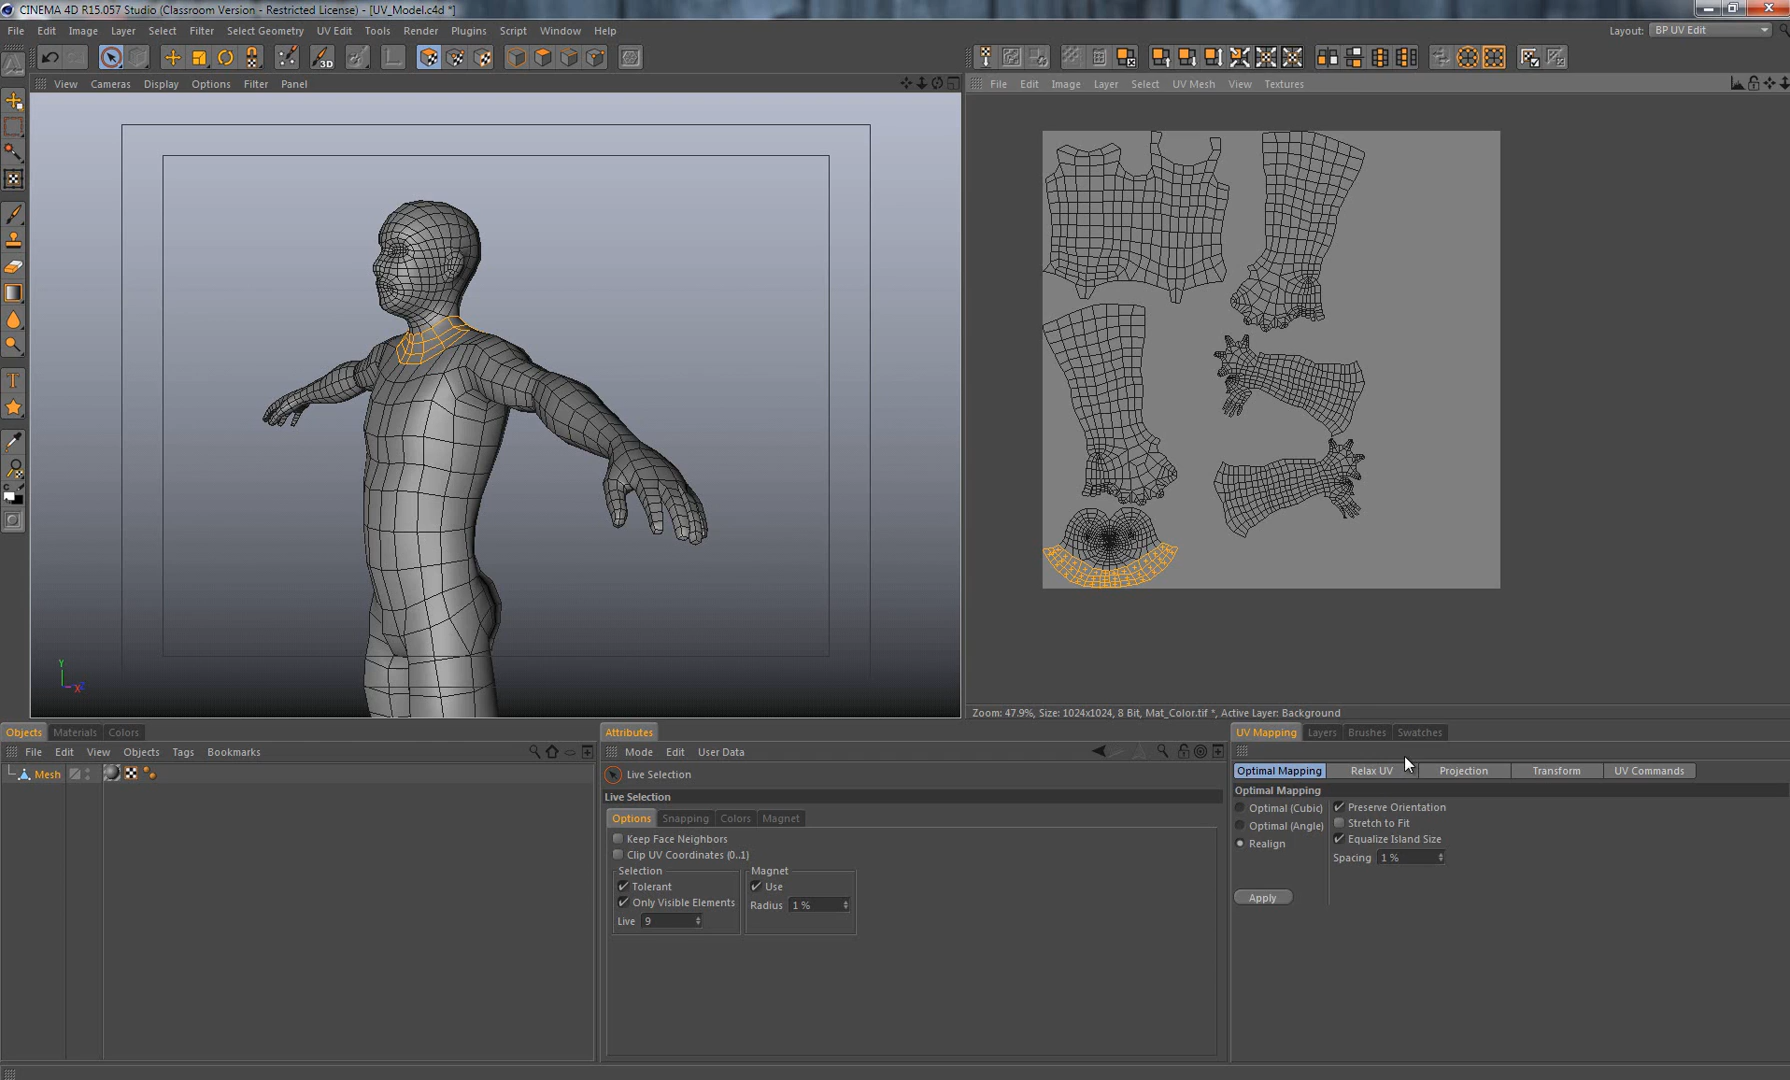 CINEMA 4D R15.057 Studio (Classroom Version - Restricted License) - [UV_Model.c4d *]
File Edit Image Layer Select Filter Select Geometry UV Edit Tools Render Plugins Script Window Help
Layout: BP UV Edit
View Cameras Display Options Filter Panel
File Edit Image Layer Select UV Mesh View Textures
Y
X
Zoom: 47.9%, Size: 1024x1024, 8 Bit, Mat_Color.tif *, Active Layer: Background
Objects Materials Colors
File Edit View Objects Tags Bookmarks
Mesh
Attributes
Mode Edit User Data
Live Selection
Live Selection
Options Snapping Colors Magnet
Keep Face Neighbors
Clip UV Coordinates (0..1)
Selection
Tolerant
Only Visible Elements
Live 9
Magnet
Use
Radius 1 %
UV Mapping Layers Brushes Swatches
Optimal Mapping Relax UV Projection Transform UV Commands
Optimal Mapping
Optimal (Cubic)
Optimal (Angle)
Realign
Preserve Orientation
Stretch to Fit
Equalize Island Size
Spacing 1 %
Apply